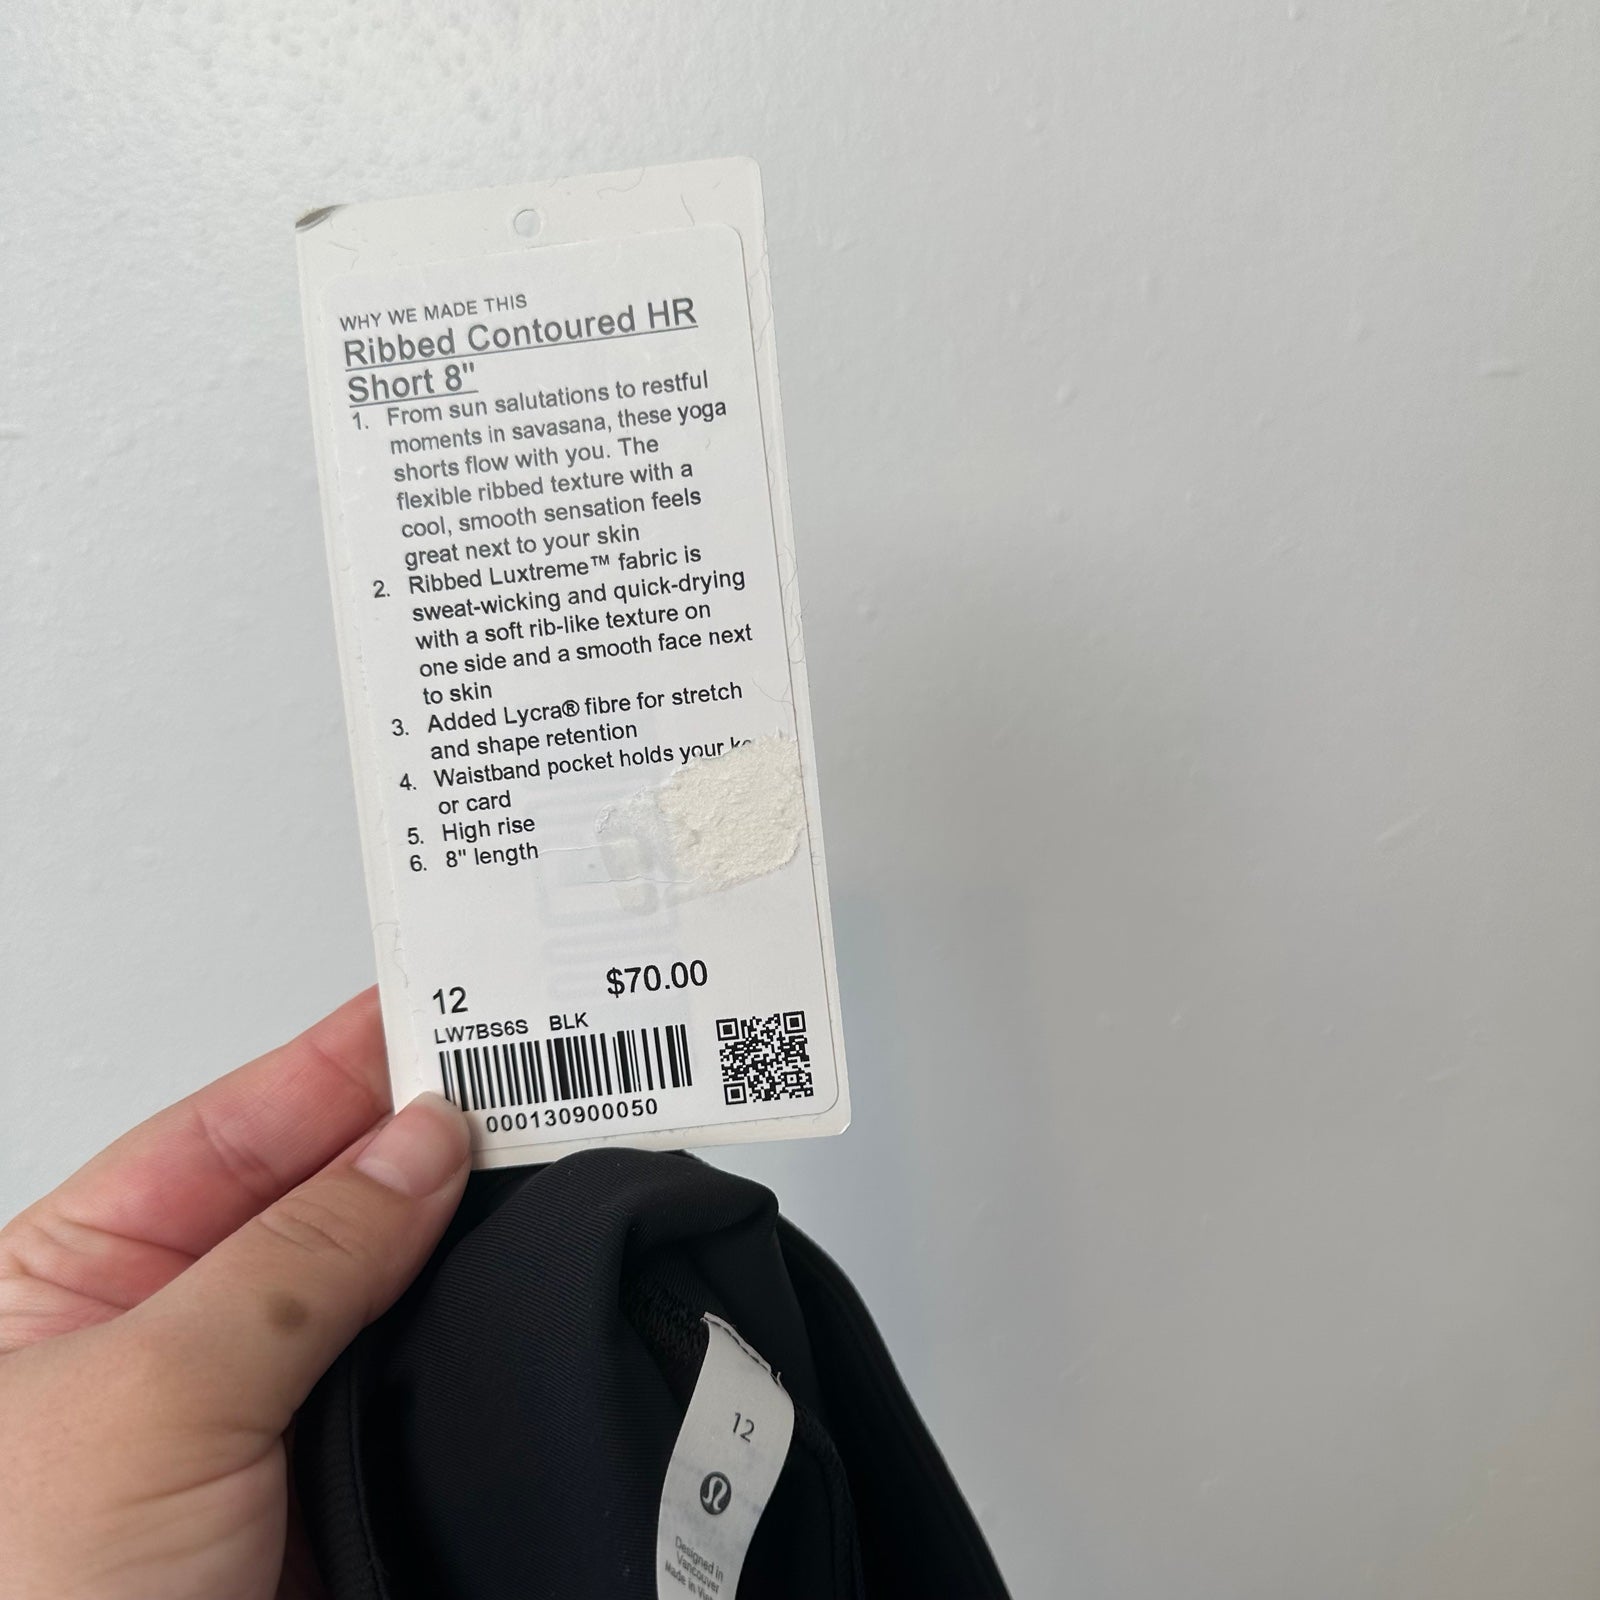 WHY WE MADE THIS
Ribbed Contoured HR
Short 8"
1. From sun salutations to restful
moments in savasana, these yoga
shorts flow with you. The
flexible ribbed texture with a
cool, smooth sensation feels
great next to your skin
2. Ribbed Luxtreme™ fabric is
sweat-wicking and quick-drying
with a soft rib-like texture on
one side and a smooth face next
to skin
3. Added Lycra® fibre for stretch
and shape retention
4. Waistband pocket holds your
or card
5. High rise
6. 8" length
12 $70.00
LW7BS6S BLK
000130900050
12
Designed in
Vancouver
Made in